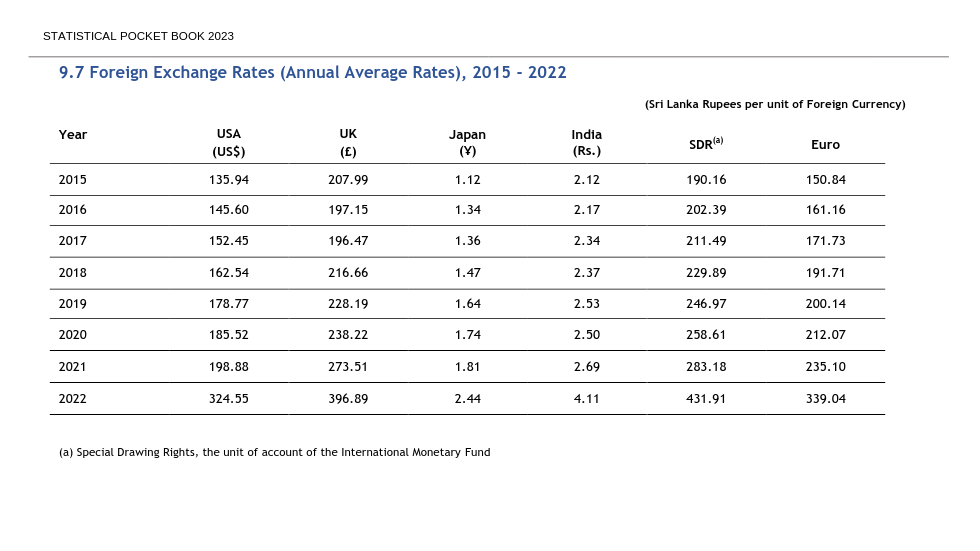 STATISTICAL POCKET BOOK 2023
9.7 Foreign Exchange Rates (Annual Average Rates), 2015 - 2022
(Sri Lanka Rupees per unit of Foreign Currency)
Year USA (US$) UK (£) Japan (¥) India (Rs.) SDR(a) Euro
2015 135.94 207.99 1.12 2.12 190.16 150.84
2016 145.60 197.15 1.34 2.17 202.39 161.16
2017 152.45 196.47 1.36 2.34 211.49 171.73
2018 162.54 216.66 1.47 2.37 229.89 191.71
2019 178.77 228.19 1.64 2.53 246.97 200.14
2020 185.52 238.22 1.74 2.50 258.61 212.07
2021 198.88 273.51 1.81 2.69 283.18 235.10
2022 324.55 396.89 2.44 4.11 431.91 339.04
(a) Special Drawing Rights, the unit of account of the International Monetary Fund